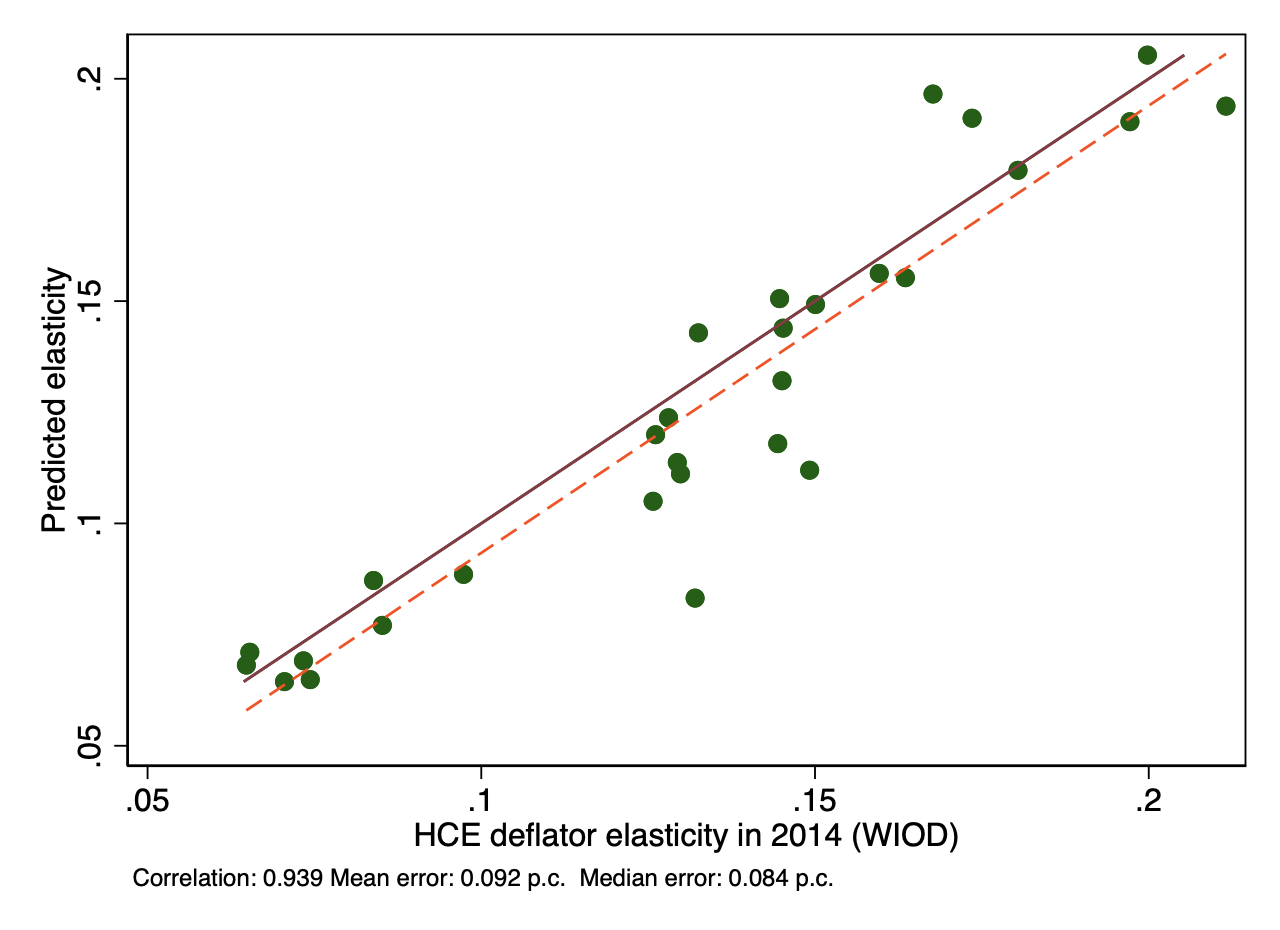 .2
.15
.1
.05
Predicted elasticity
.05 .1 .15 .2
HCE deflator elasticity in 2014 (WIOD)
Correlation: 0.939 Mean error: 0.092 p.c. Median error: 0.084 p.c.